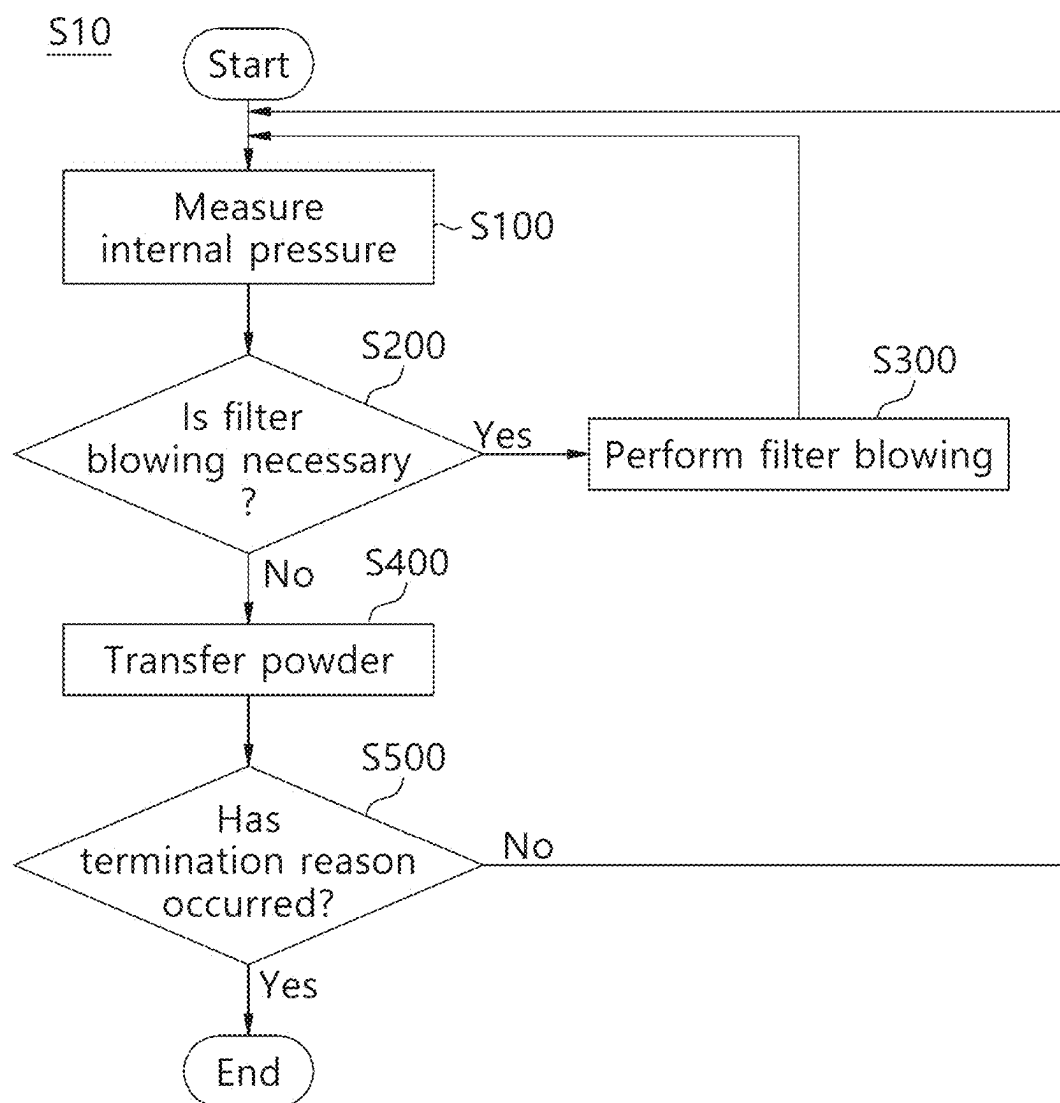 S10
Start
Measure
internal pressure
S100
S200
Is filter
blowing necessary
?
Yes
S300
Perform filter blowing
No
S400
Transfer powder
S500
Has
termination reason
occurred?
No
Yes
End